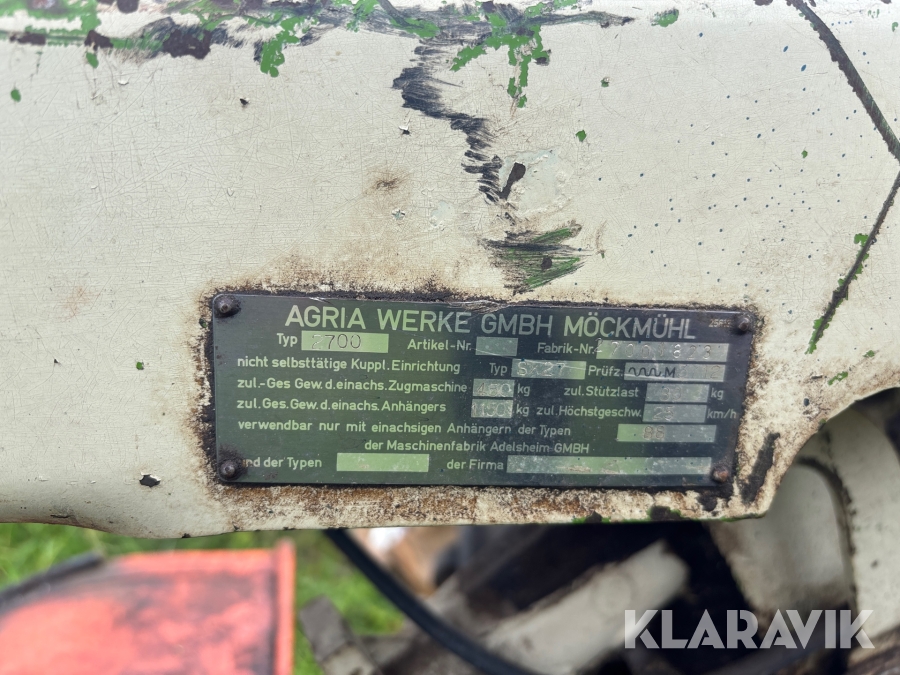 AGRIA WERKE GMBH MÖCKMÜHL
Typ 2700 Artikel-Nr. Fabrik-Nr.
nicht selbsttätige Kuppl. Einrichtung Typ SK27 Prüfz. M
zul.-Ges Gew. d. einachs. Zugmaschine kg zul. Stützlast kg
zul. Ges. Gew. d. einachs. Anhängers kg zul. Höchstgeschw. km/h
verwendbar nur mit einachsigen Anhängern der Typen
der Maschinenfabrik Adelsheim GMBH
und der Typen der Firma
KLARAVIK